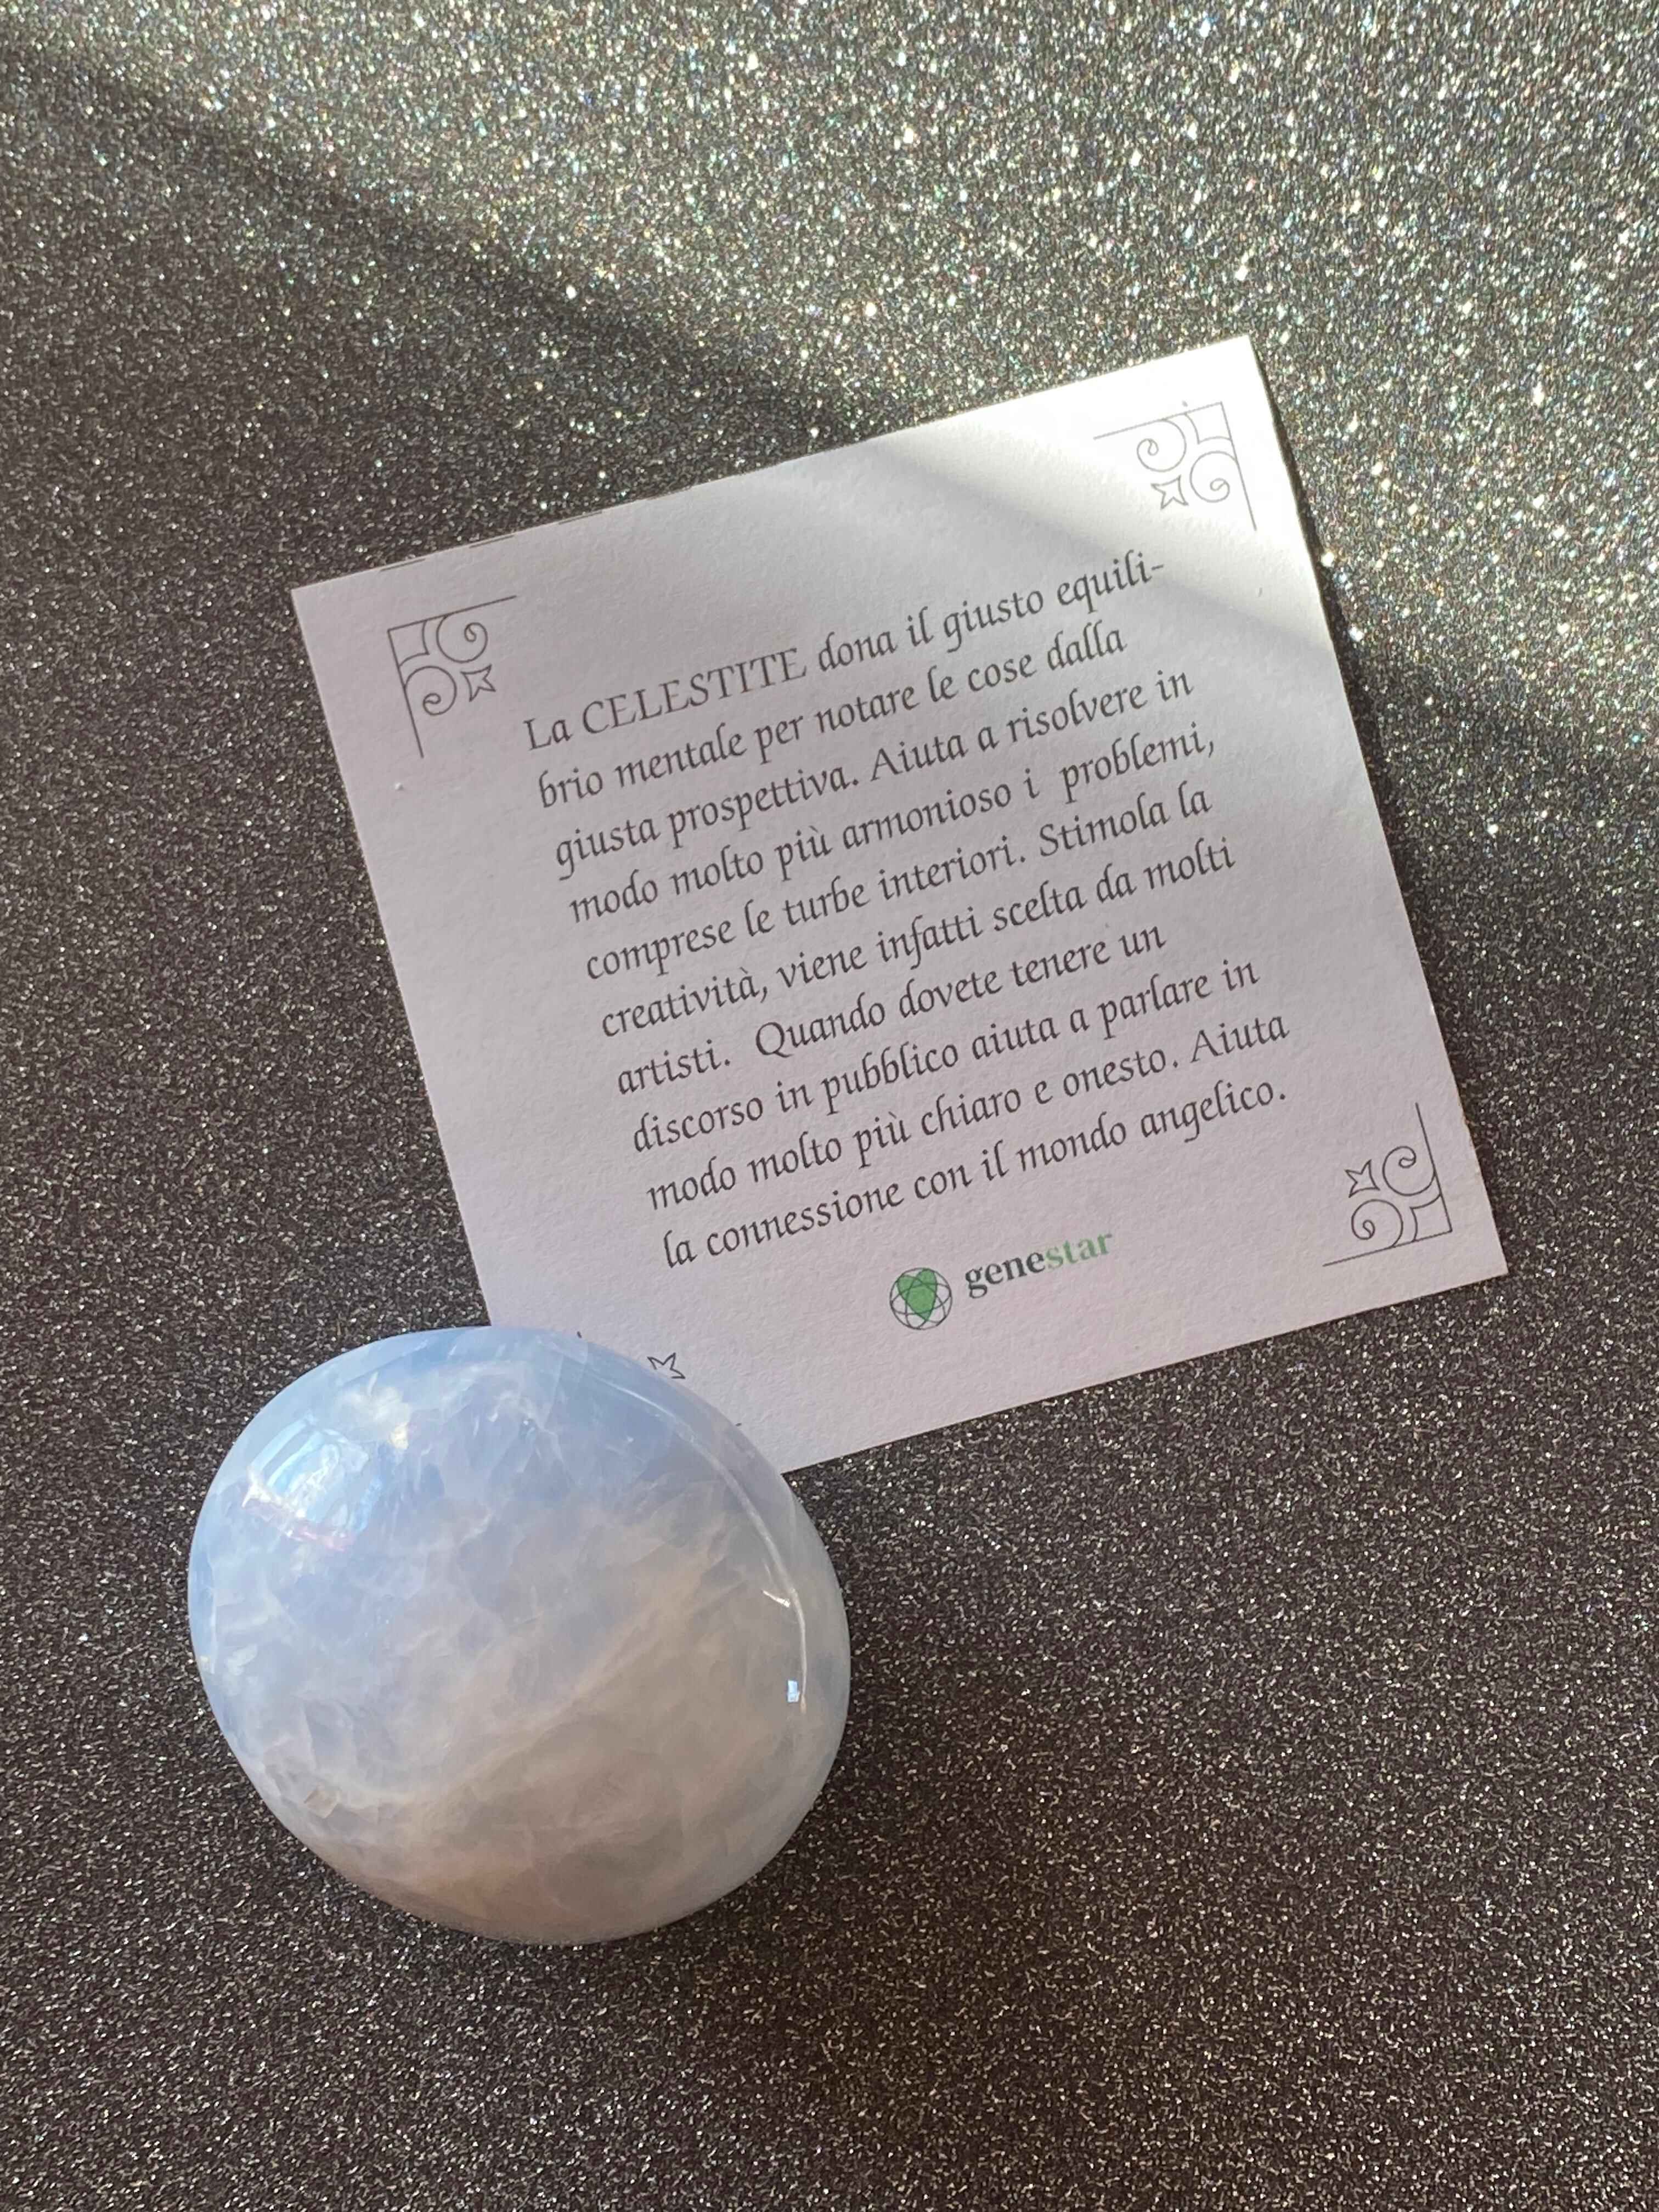 La CELESTITE dona il giusto equili-
brio mentale per notare le cose dalla
giusta prospettiva. Aiuta a risolvere in
modo molto più armonioso i  problemi,
comprese le turbe interiori. Stimola la
creatività, viene infatti scelta da molti
artisti.  Quando dovete tenere un
discorso in pubblico aiuta a parlare in
modo molto più chiaro e onesto. Aiuta
la connessione con il mondo angelico.
genestar